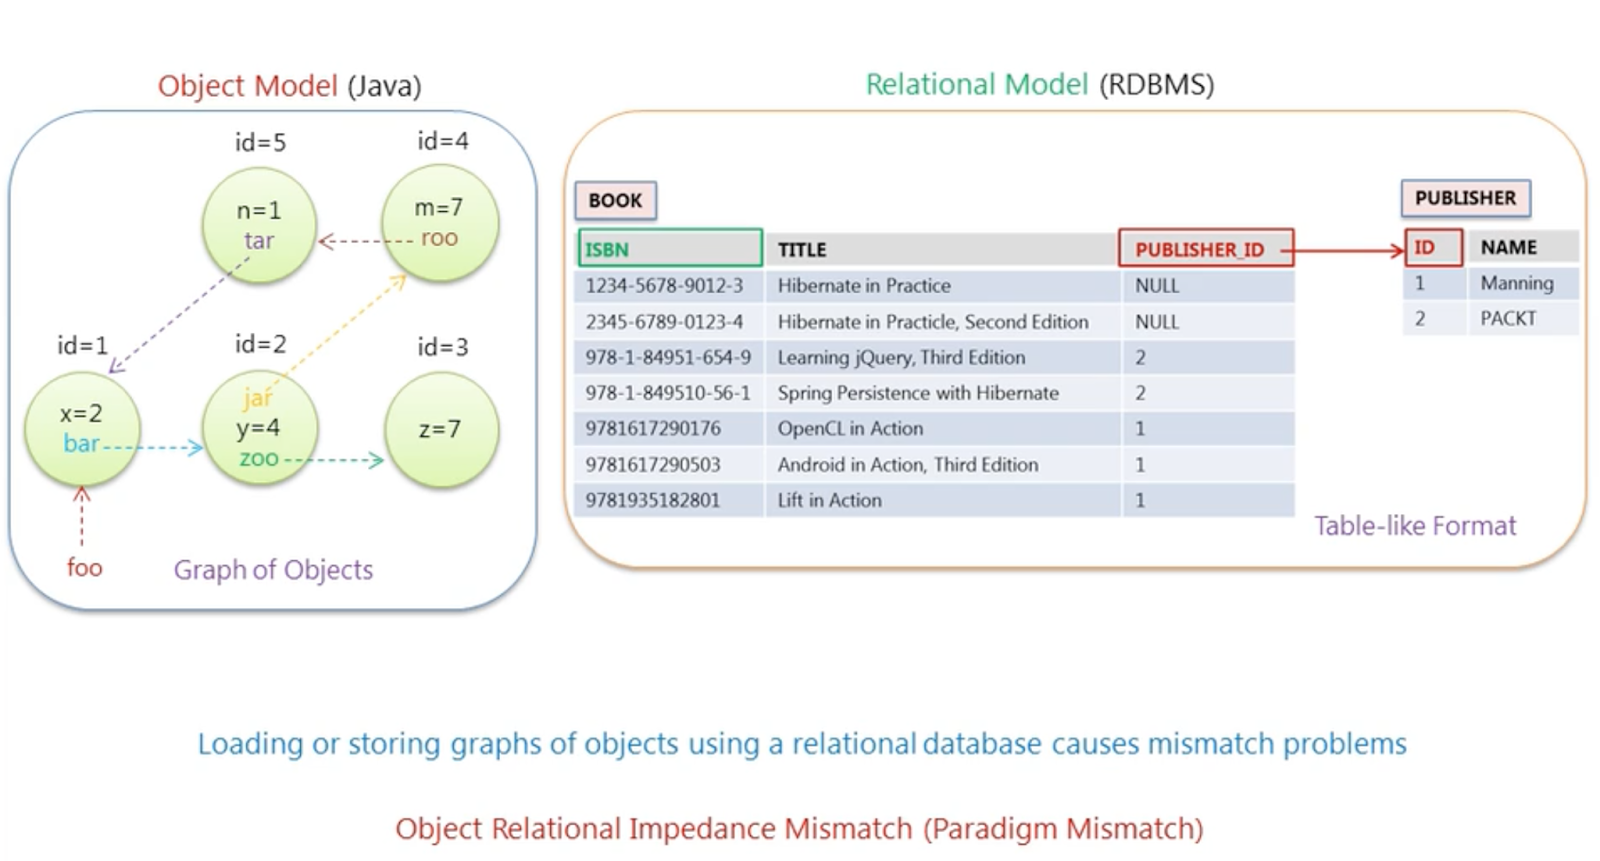 Object Model (Java)
id=5
id=4
n=1
tar
m=7
roo
id=1
id=2
id=3
x=2
bar
jar
y=4
zoo
z=7
foo
Graph of Objects
Relational Model (RDBMS)
BOOK
ISBN TITLE PUBLISHER_ID
1234-5678-9012-3 Hibernate in Practice NULL
2345-6789-0123-4 Hibernate in Practicle, Second Edition NULL
978-1-84951-654-9 Learning jQuery, Third Edition 2
978-1-849510-56-1 Spring Persistence with Hibernate 2
9781617290176 OpenCL in Action 1
9781617290503 Android in Action, Third Edition 1
9781935182801 Lift in Action 1
PUBLISHER
ID NAME
1 Manning
2 PACKT
Table-like Format
Loading or storing graphs of objects using a relational database causes mismatch problems
Object Relational Impedance Mismatch (Paradigm Mismatch)